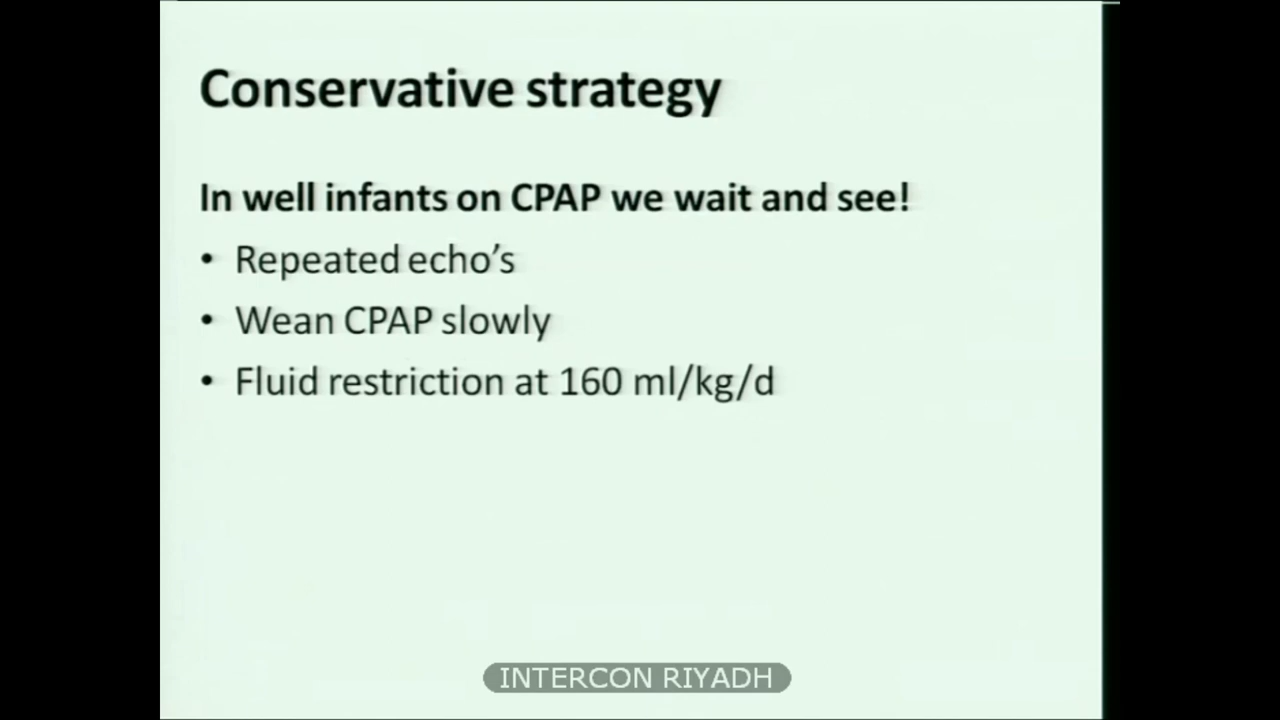 Conservative strategy
In well infants on CPAP we wait and see!
• Repeated echo’s
• Wean CPAP slowly
• Fluid restriction at 160 ml/kg/d
INTERCON RIYADH